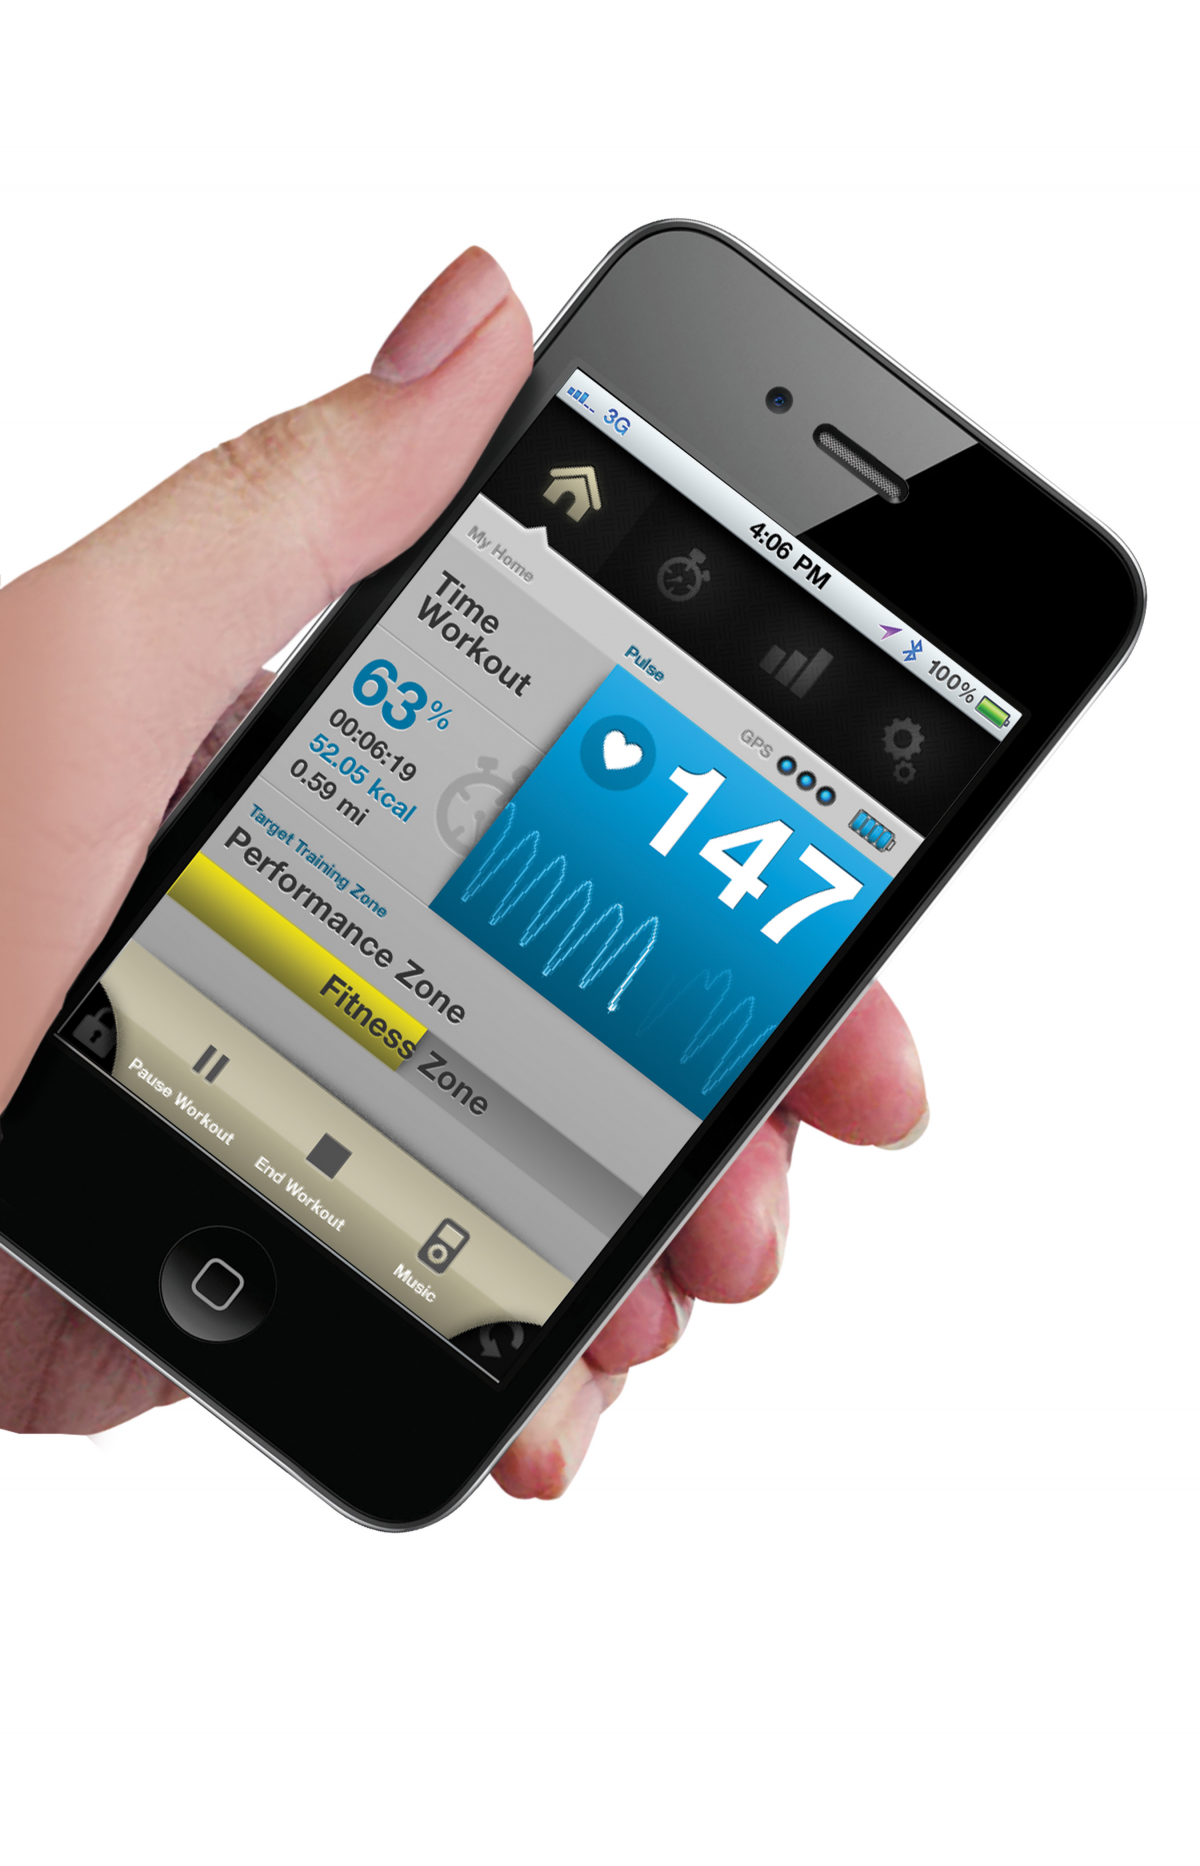 3G
4:06 PM
100%
My Home
Time
Workout
Pulse
GPS
63%
00:06:19
52.05 kcal
0.59 mi
147
Target Training Zone
Performance Zone
Fitness Zone
Pause Workout
End Workout
Music